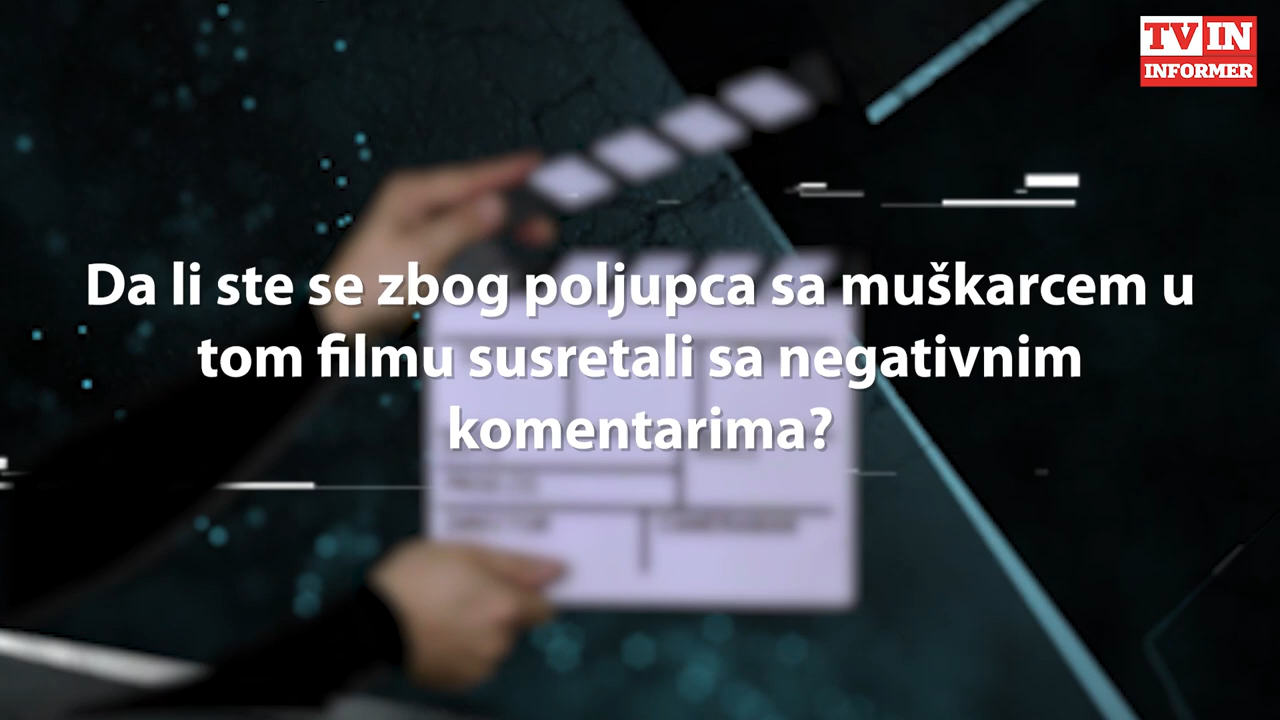 TV IN
INFORMER
Da li ste se zbog poljupca sa muškarcem u
tom filmu susretali sa negativnim
komentarima?